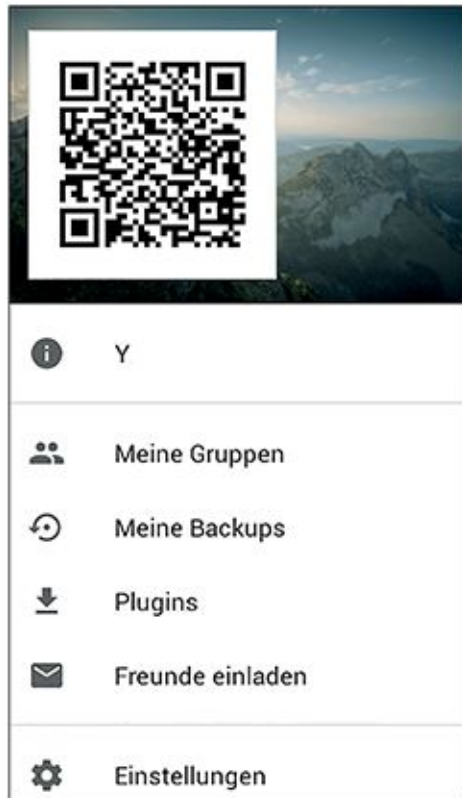 Y
Meine Gruppen
Meine Backups
Plugins
Freunde einladen
Einstellungen